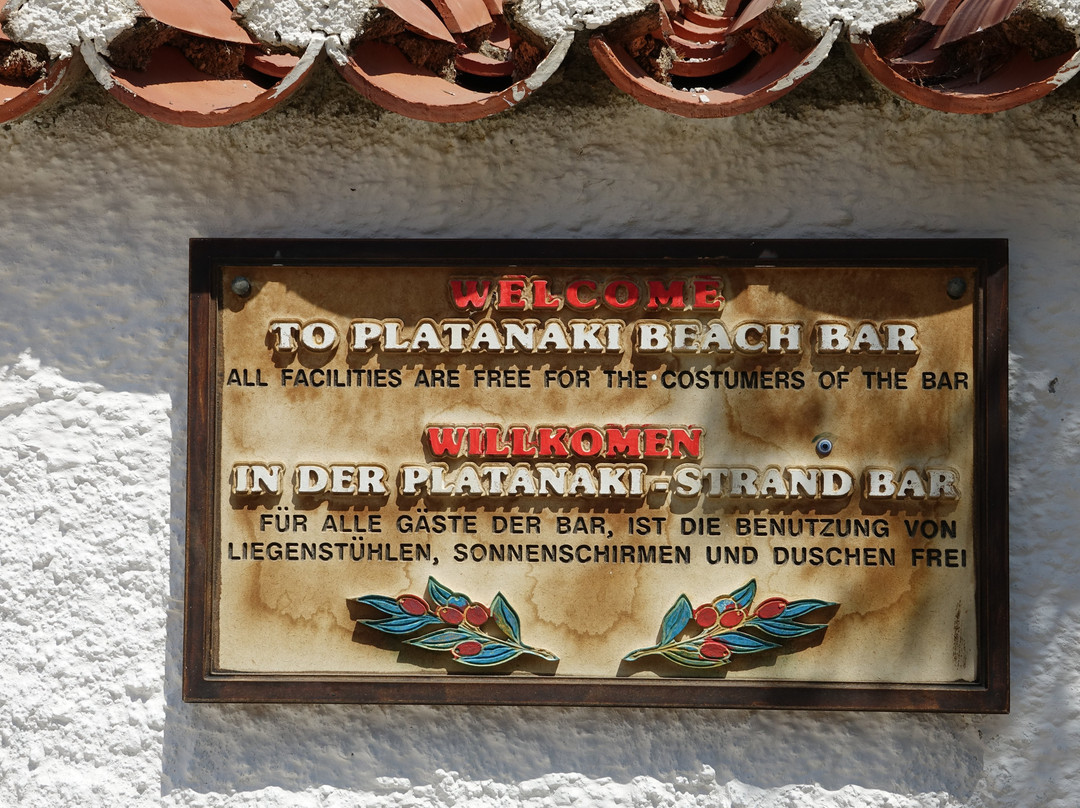 WELCOME
TO PLATANAKI BEACH BAR
ALL FACILITIES ARE FREE FOR THE COSTUMERS OF THE BAR
WILLKOMEN
IN DER PLATANAKI-STRAND BAR
FÜR ALLE GÄSTE DER BAR, IST DIE BENUTZUNG VON
LIEGENSTÜHLEN, SONNENSCHIRMEN UND DUSCHEN FREI